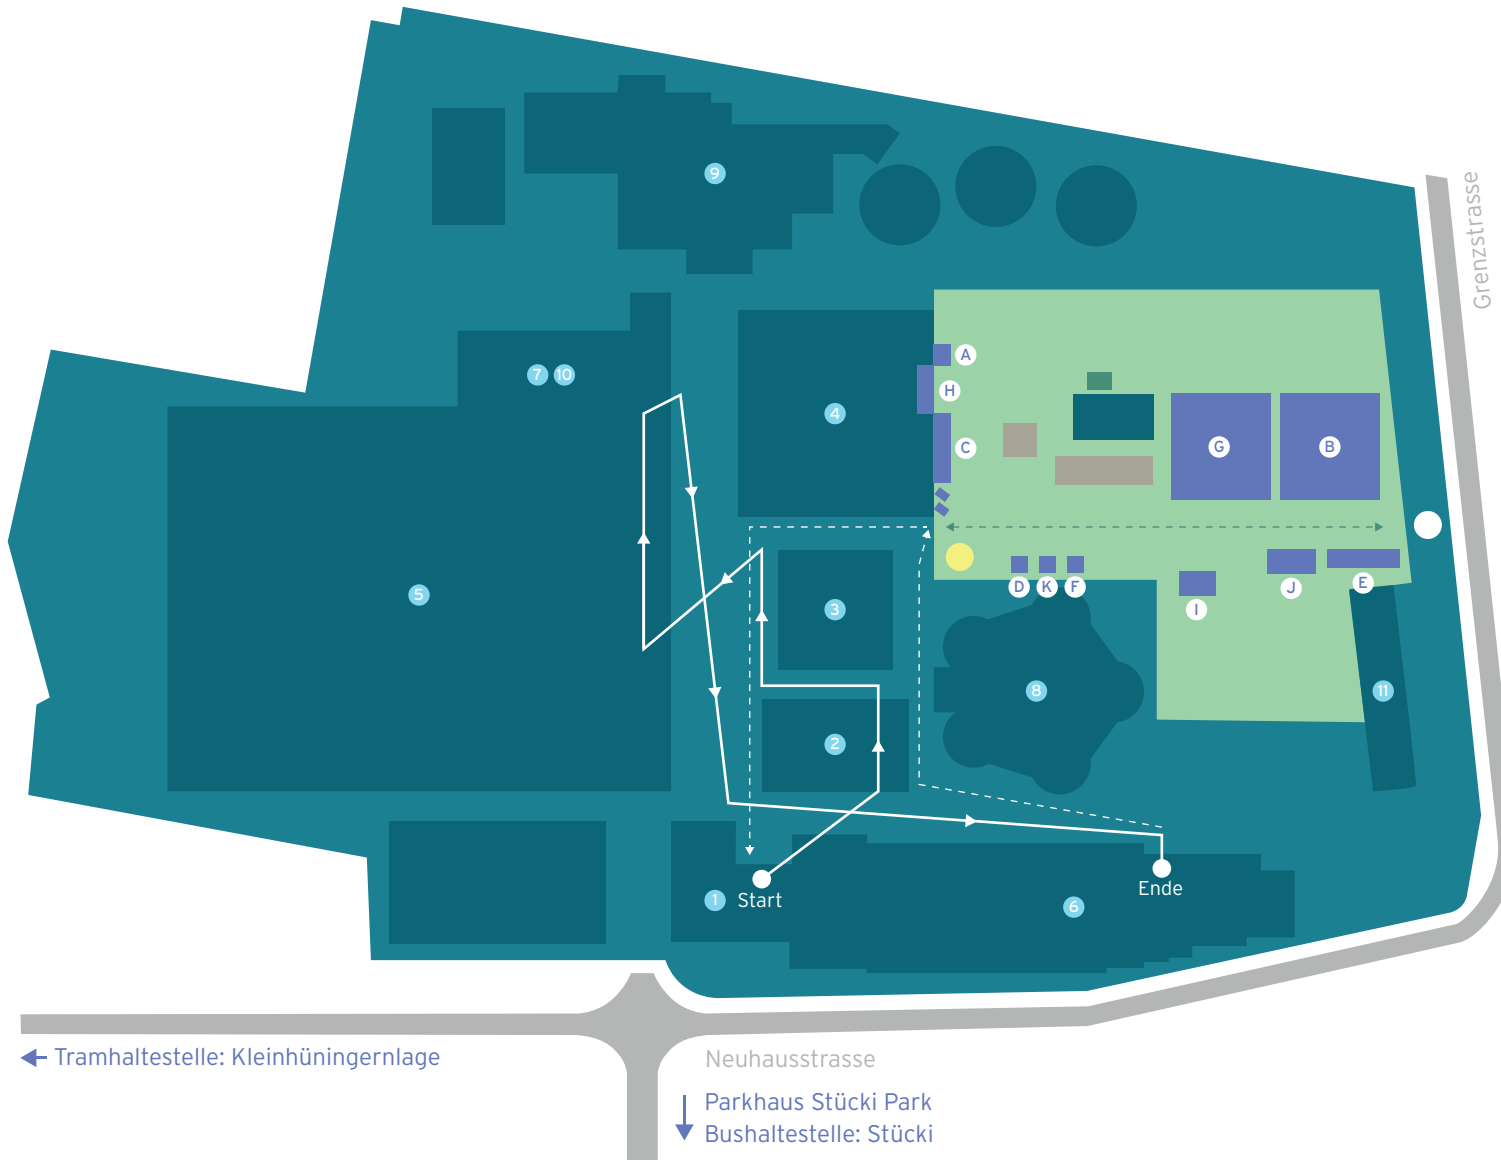 9
Grenzstrasse
A
7 10
H
4
C
G
B
D
K
F
J
E
I
5
3
8
11
2
1
Start
6
Ende
Tramhaltestelle: Kleinhüningernlage
Neuhausstrasse
Parkhaus Stücki Park
Bushaltestelle: Stücki